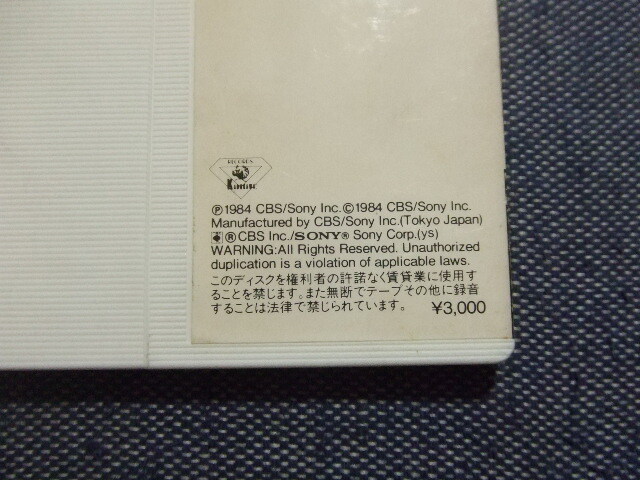 RECORDS
Kitty
℗1984 CBS/Sony Inc.©1984 CBS/Sony Inc.
Manufactured by CBS/Sony Inc.(Tokyo Japan)
® CBS Inc./SONY® Sony Corp.(ys)
WARNING:All Rights Reserved. Unauthorized
duplication is a violation of applicable laws.
このディスクを権利者の許諾なく賃貸業に使用す
ることを禁じます。また無断でテープその他に録音
することは法律で禁じられています。 ¥3,000